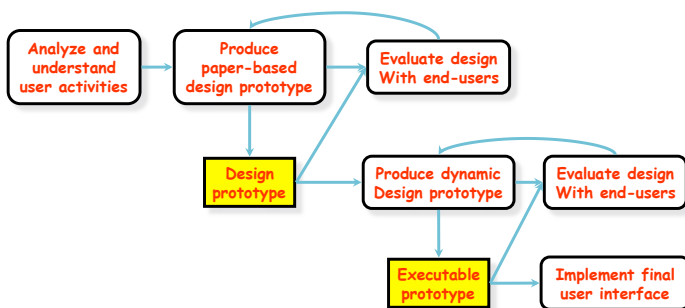 Analyze and
understand
user activities
Produce
paper-based
design prototype
Evaluate design
With end-users
Design
prototype
Produce dynamic
Design prototype
Evaluate design
With end-users
Executable
prototype
Implement final
user interface